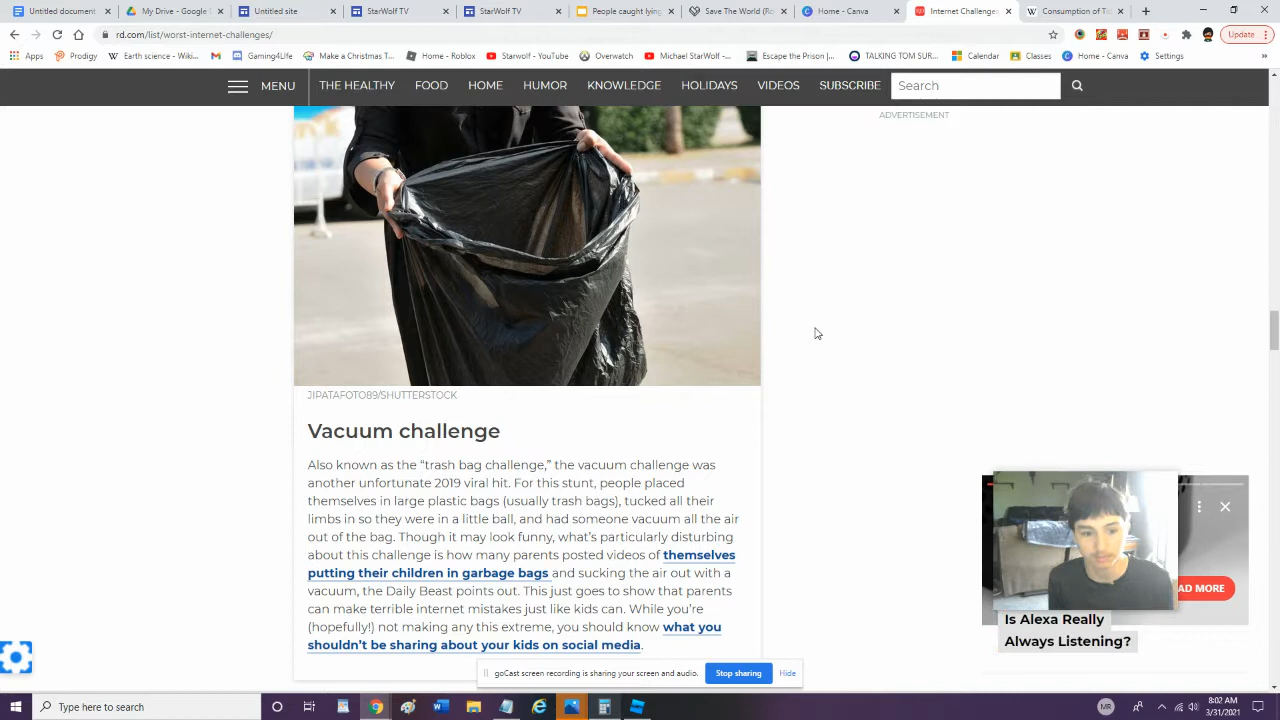 Untitled document
My Drive - Google
Untitled site
StarWolf TV
StarWolf TV
People caught lying
Save The World (Ro
Home - Canva
Internet Challenge
Consumption of Ti
rd.com/list/worst-internet-challenges/
Update
Apps
Prodigy
Earth science - Wiki...
Gaming4Life
Make a Christmas T...
Home - Roblox
StarWolf - YouTube
Overwatch
Michael StarWolf -...
Escape the Prison |...
TALKING TOM SUR...
Calendar
Classes
Home - Canva
Settings
MENU
THE HEALTHY
FOOD
HOME
HUMOR
KNOWLEDGE
HOLIDAYS
VIDEOS
SUBSCRIBE
Search
ADVERTISEMENT
JIPATAFOTO89/SHUTTERSTOCK
Vacuum challenge
Also known as the “trash bag challenge,” the vacuum challenge was
another unfortunate 2019 viral hit. For this stunt, people placed
themselves in large plastic bags (usually trash bags), tucked all their
limbs in so they were in a little ball, and had someone vacuum all the air
out of the bag. Though it may look funny, what’s particularly disturbing
about this challenge is how many parents posted videos of themselves
putting their children in garbage bags and sucking the air out with a
vacuum, the Daily Beast points out. This just goes to show that parents
can make terrible internet mistakes just like kids can. While you’re
(hopefully!) not making any this extreme, you should know what you
shouldn’t be sharing about your kids on social media.
AD MORE
Is Alexa Really
Always Listening?
goCast screen recording is sharing your screen and audio.
Stop sharing
Hide
Type here to search
MR
8:02 AM
3/31/2021